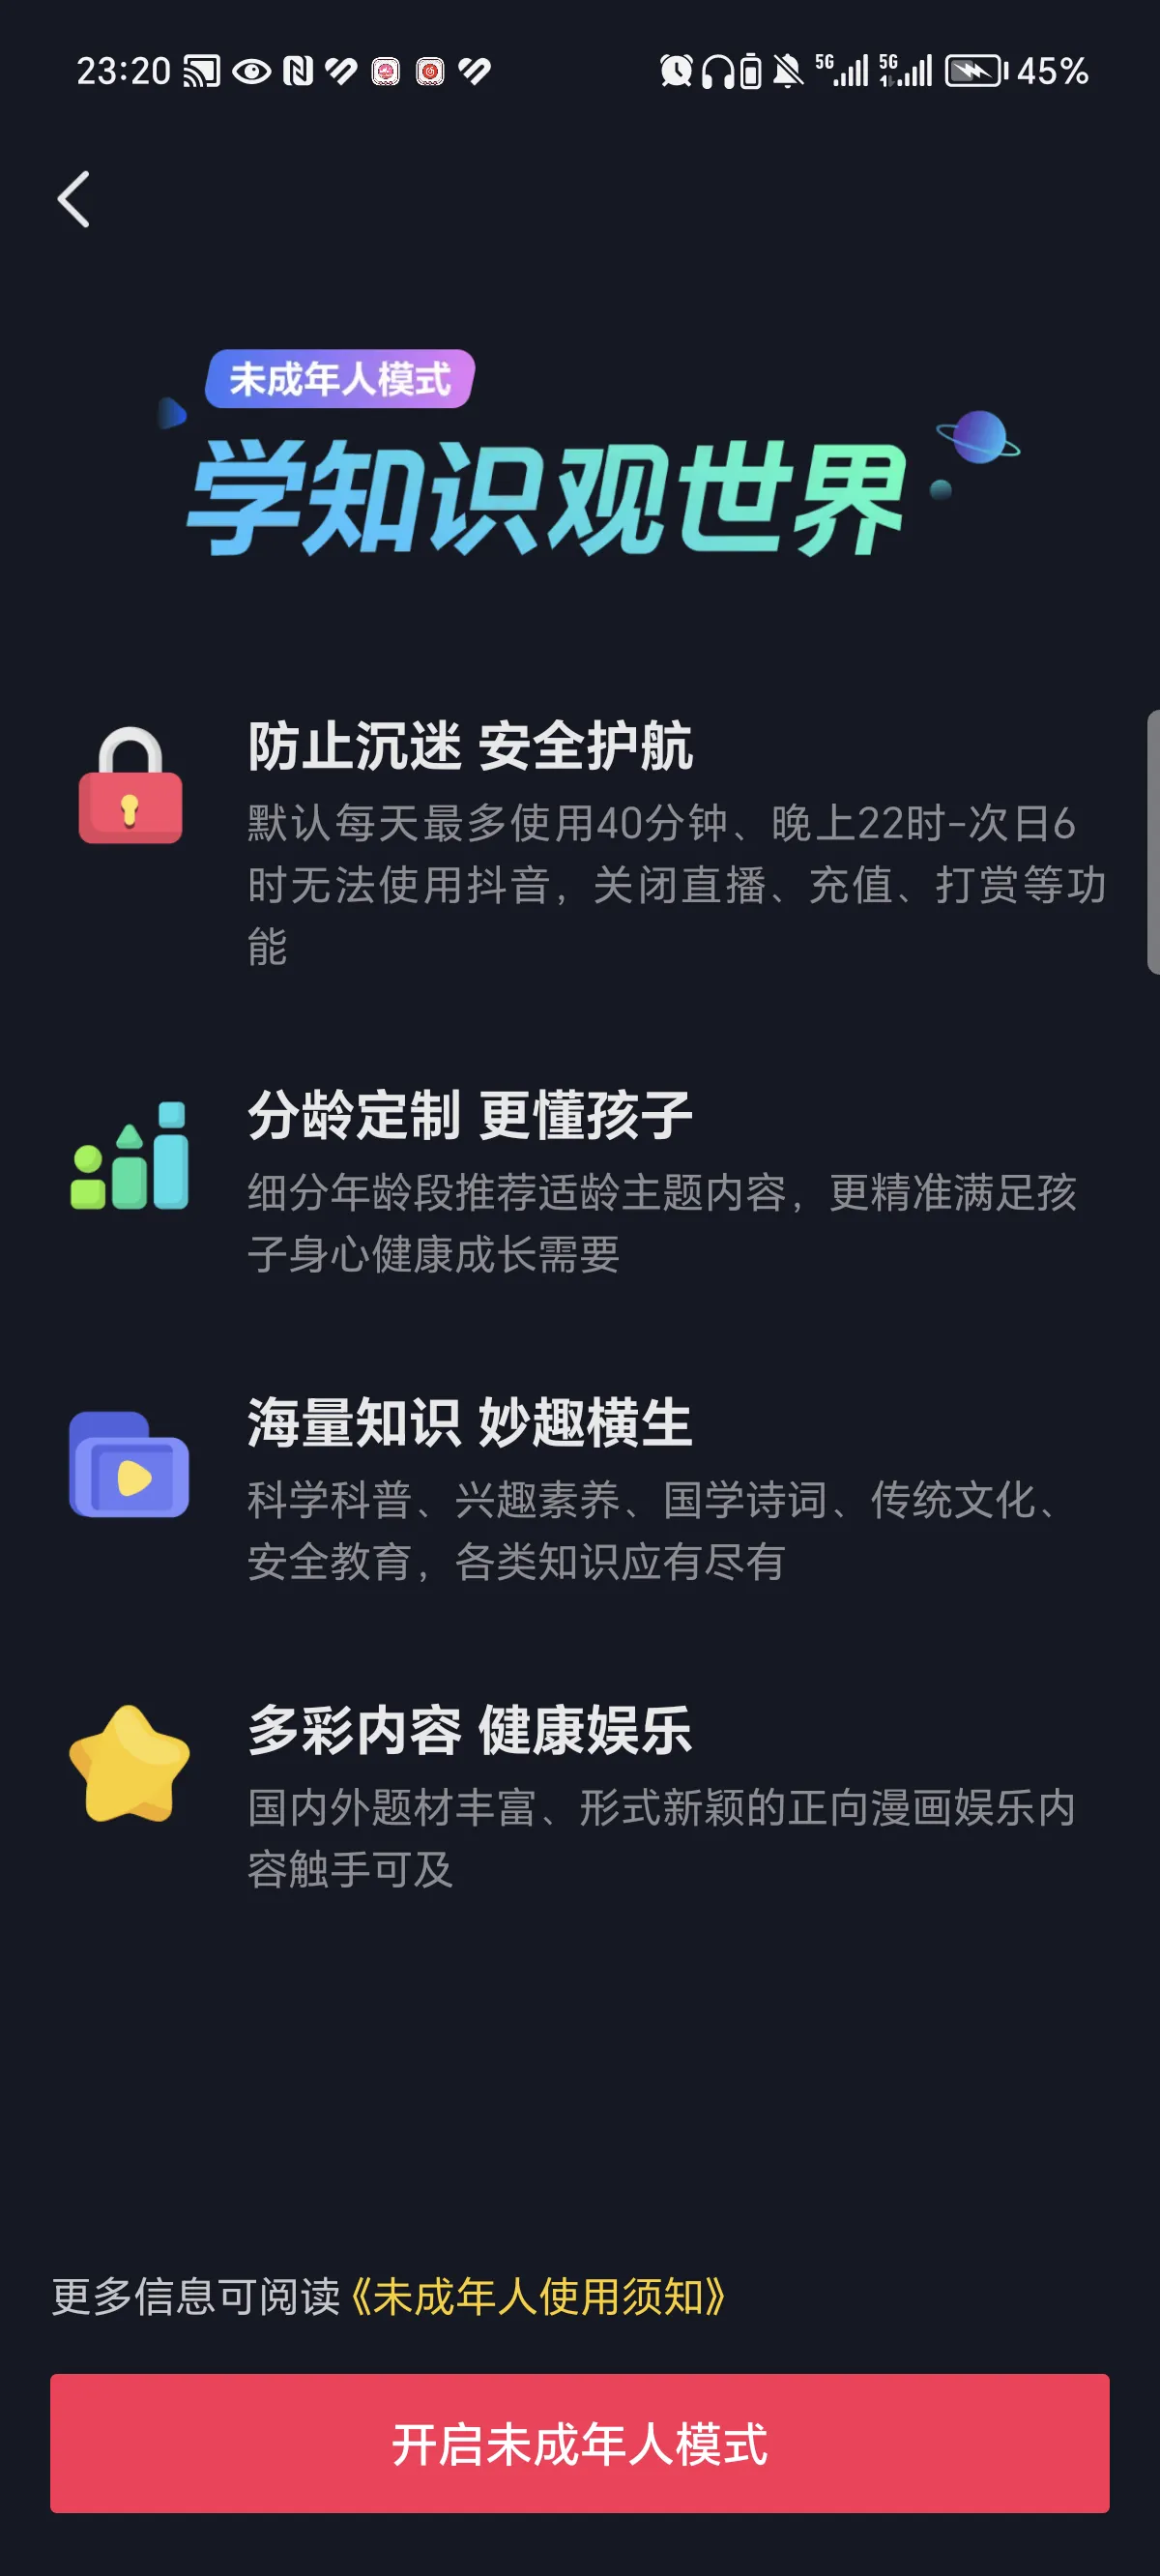 23:20 5G 5G 45%
未成年人模式
学知识观世界
防止沉迷 安全护航
默认每天最多使用40分钟、晚上22时-次日6
时无法使用抖音，关闭直播、充值、打赏等功
能
分龄定制 更懂孩子
细分年龄段推荐适龄主题内容，更精准满足孩
子身心健康成长需要
海量知识 妙趣横生
科学科普、兴趣素养、国学诗词、传统文化、
安全教育，各类知识应有尽有
多彩内容 健康娱乐
国内外题材丰富、形式新颖的正向漫画娱乐内
容触手可及
更多信息可阅读《未成年人使用须知》
开启未成年人模式